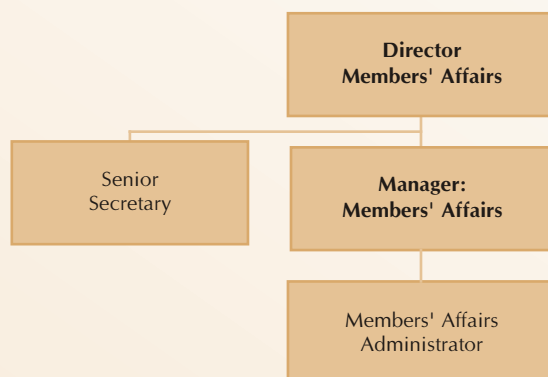 Director
Members' Affairs
Senior
Secretary
Manager:
Members' Affairs
Members' Affairs
Administrator